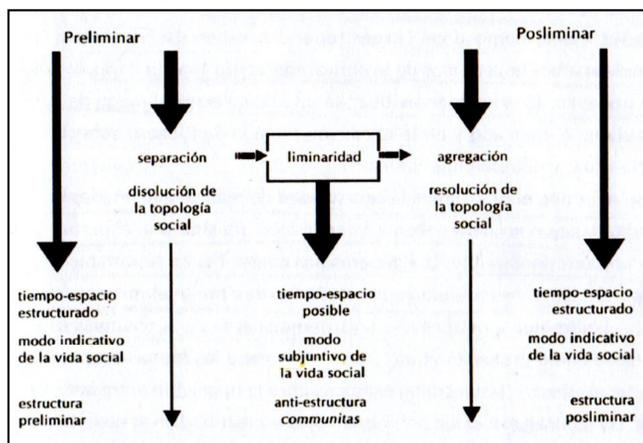 Preliminar
Posliminar
separación
liminaridad
agregación
disolución de
la topología
social
resolución de
la topología
social
tiempo-espacio
estructurado
modo indicativo
de la vida social
estructura
preliminar
tiempo-espacio
posible
modo
subjuntivo de
la vida social
anti-estructura
communitas
tiempo-espacio
estructurado
modo indicativo
de la vida social
estructura
posliminar